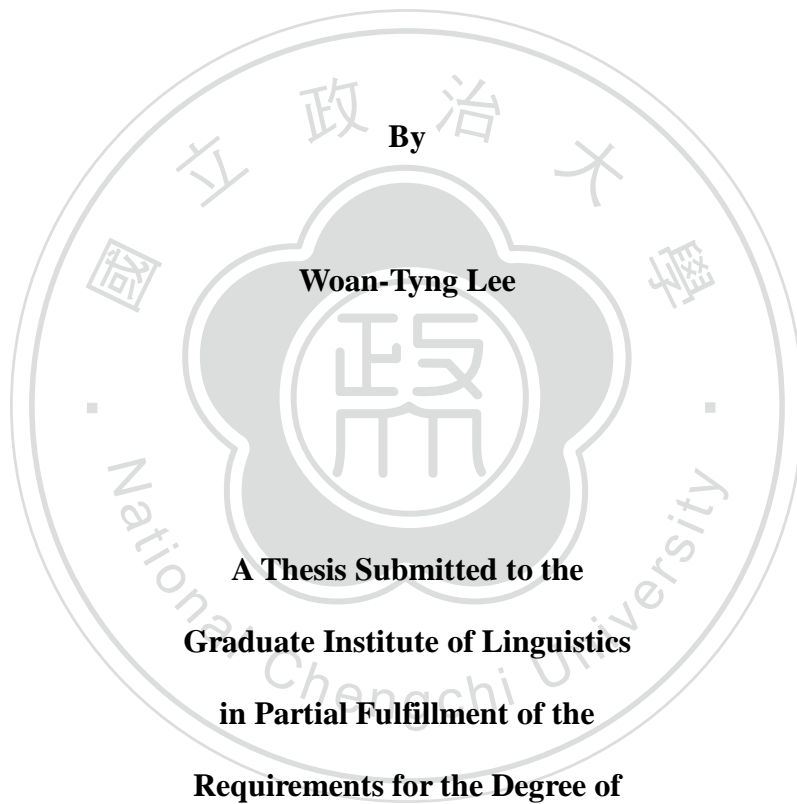 By
Woan-Tyng Lee
A Thesis Submitted to the
Graduate Institute of Linguistics
in Partial Fulfillment of the
Requirements for the Degree of
國立政治大學
政
National Chengchi University